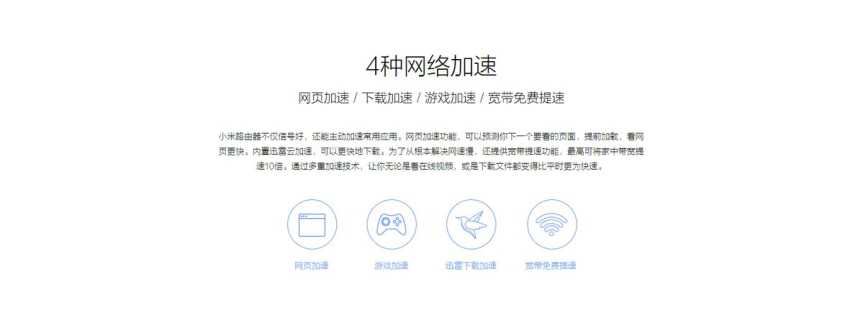 4种网络加速
网页加速 / 下载加速 / 游戏加速 / 宽带免费提速
小米路由器不仅信号好，还能主动加速常用应用。网页加速功能，可以预测你下一个要看的页面，提前加载，看网
页更快。内置迅雷云加速，可以更快地下载。为了从根本解决网速慢，还提供宽带提速功能，最高可将家中带宽提
速10倍。通过多重加速技术，让你无论是看在线视频，或是下载文件都变得比平时更为快速。
网页加速
游戏加速
迅雷下载加速
宽带免费提速